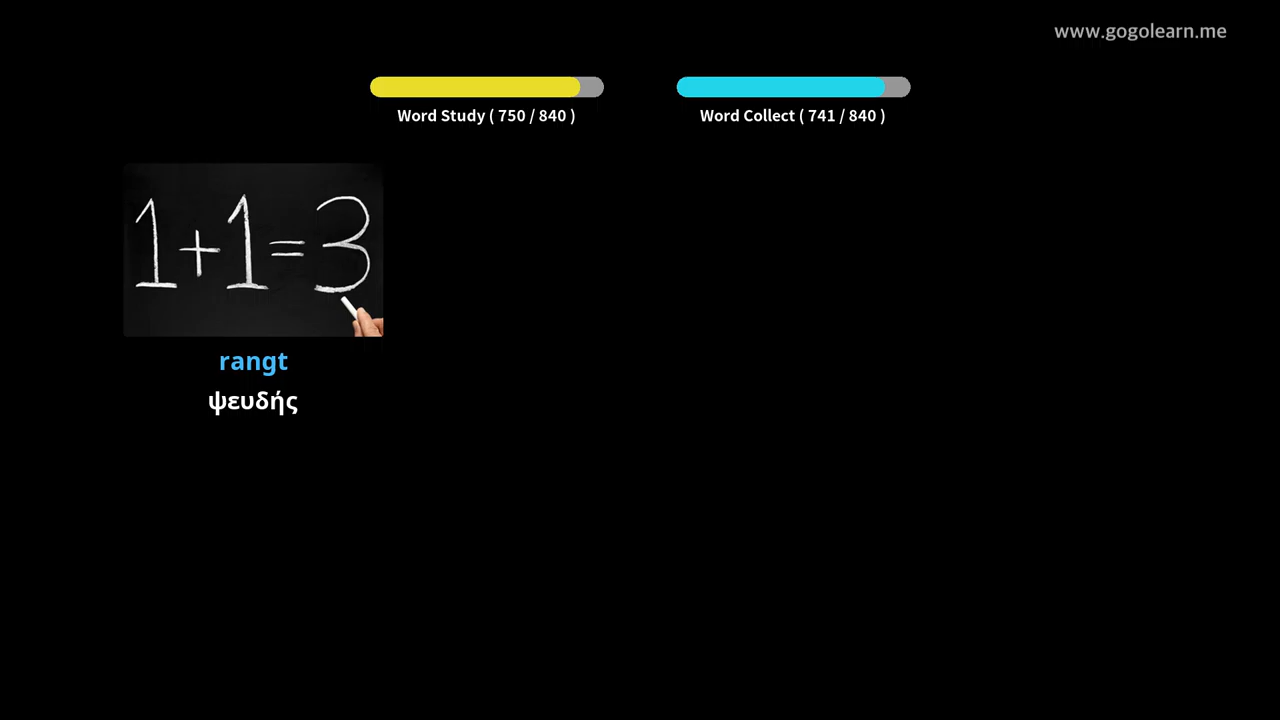 www.gogolearn.me
Word Study ( 750 / 840 )
Word Collect ( 741 / 840 )
1+1=3
rangt
ψευδής